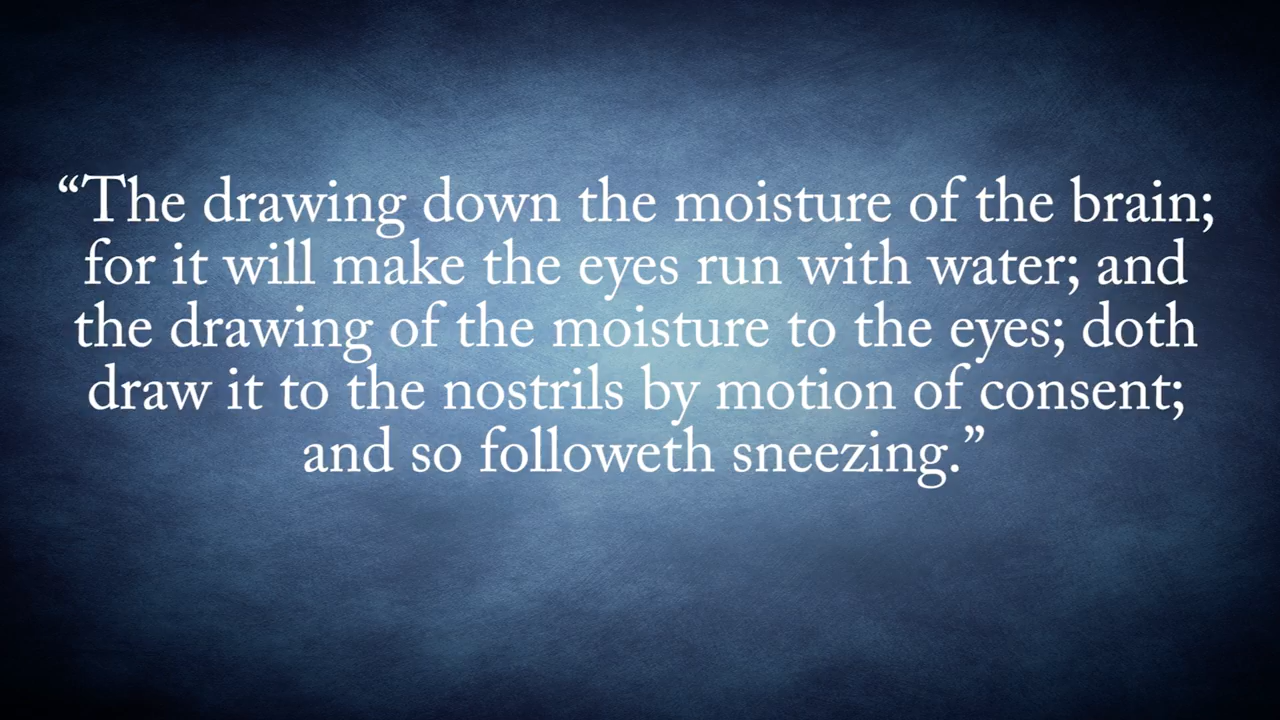 “The drawing down the moisture of the brain;
for it will make the eyes run with water; and
the drawing of the moisture to the eyes; doth
draw it to the nostrils by motion of consent;
and so followeth sneezing.”